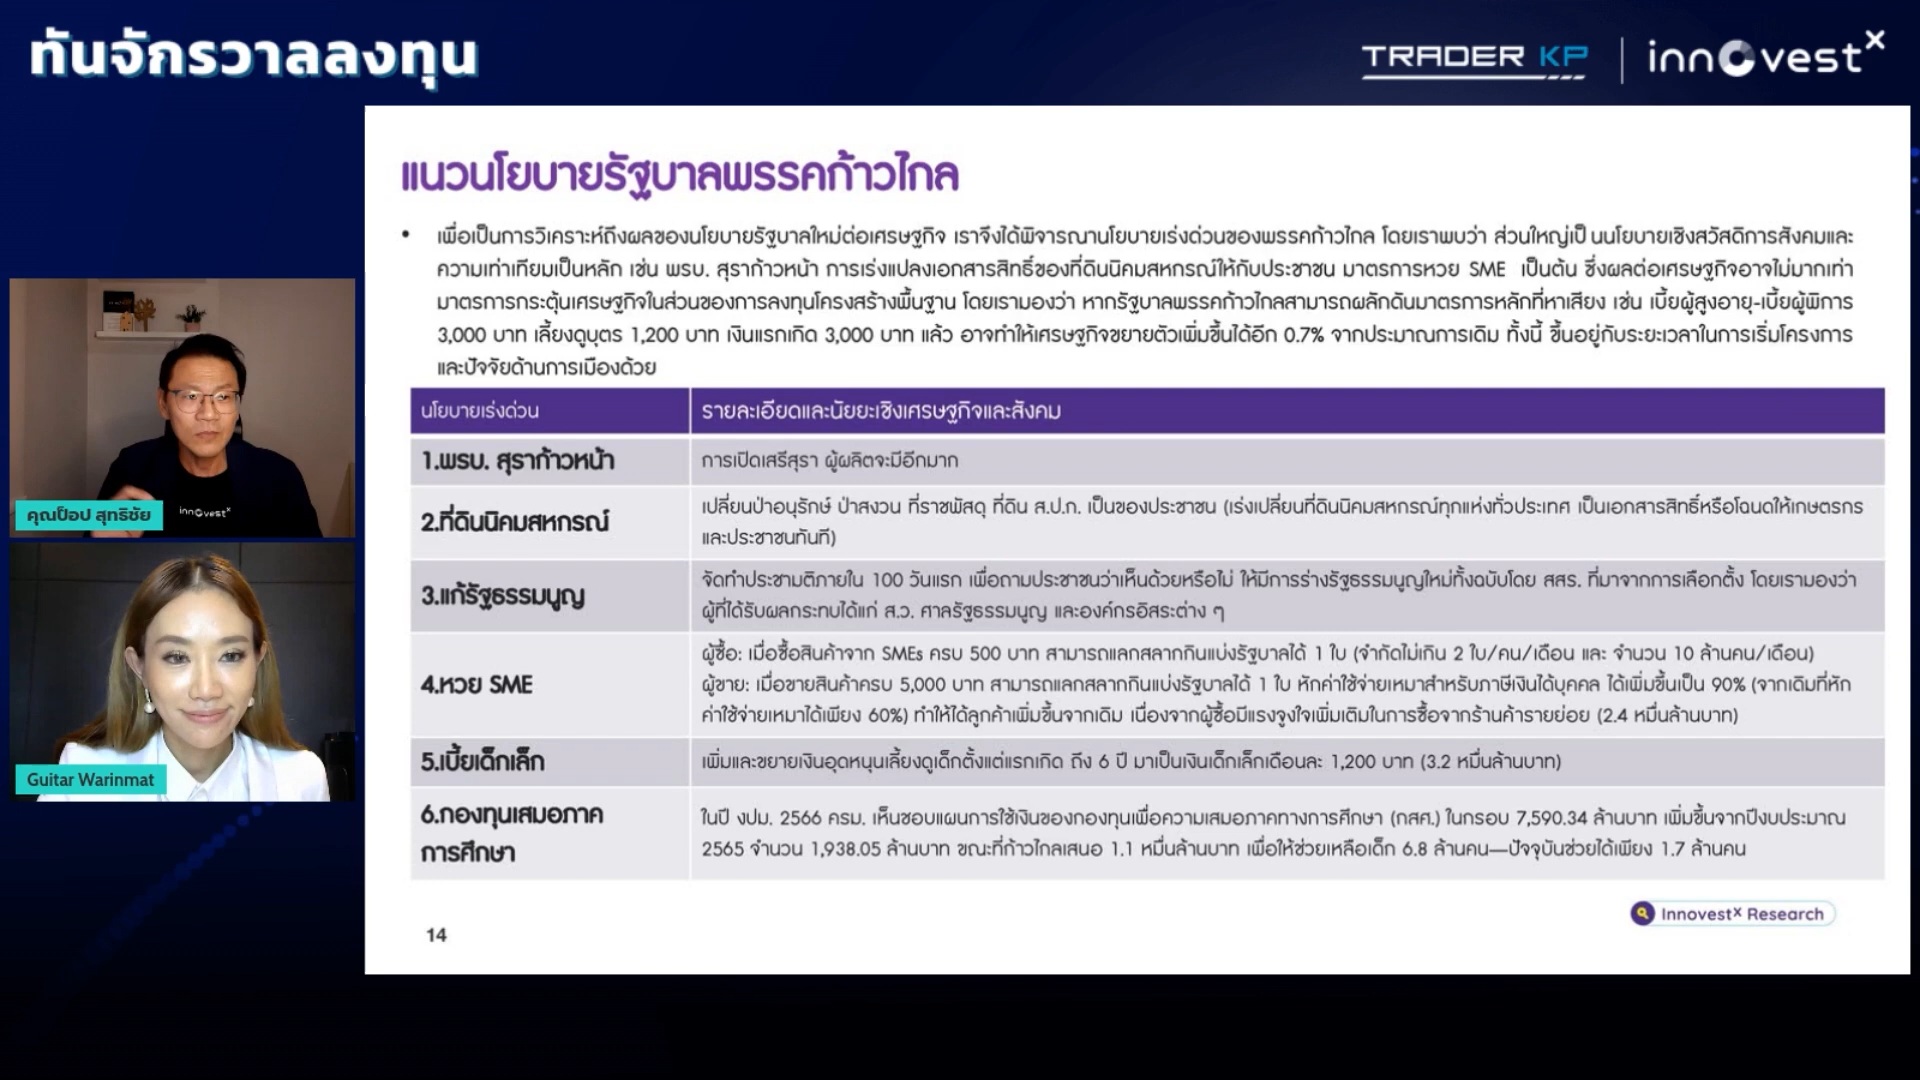 ทันจักรวาลลงทุน
TRADER KP
innovestx
แนวนโยบายรัฐบาลพรรคก้าวไกล
• เพื่อเป็นการวิเคราะห์ถึงผลของนโยบายรัฐบาลใหม่ต่อเศรษฐกิจ เราจึงได้พิจารณานโยบายเร่งด่วนของพรรคก้าวไกล โดยเราพบว่า ส่วนใหญ่เป็นนโยบายเชิงสวัสดิการสังคมและ
ความเท่าเทียมเป็นหลัก เช่น พรบ. สุราก้าวหน้า การเร่งแปลงเอกสารสิทธิ์ของที่ดินนิคมสหกรณ์ให้กับประชาชน มาตรการหวย SME เป็นต้น ซึ่งผลต่อเศรษฐกิจอาจไม่มากเท่า
มาตรการกระตุ้นเศรษฐกิจในส่วนของการลงทุนโครงสร้างพื้นฐาน โดยเรามองว่า หากรัฐบาลพรรคก้าวไกลสามารถผลักดันมาตรการหลักที่หาเสียง เช่น เบี้ยผู้สูงอายุ-เบี้ยผู้พิการ
3,000 บาท เลี้ยงดูบุตร 1,200 บาท เงินแรกเกิด 3,000 บาท แล้ว อาจทำให้เศรษฐกิจขยายตัวเพิ่มขึ้นได้อีก 0.7% จากประมาณการเดิม ทั้งนี้ ขึ้นอยู่กับระยะเวลาในการเริ่มโครงการ
และปัจจัยด้านการเมืองด้วย
นโยบายเร่งด่วน
รายละเอียดและนัยยะเชิงเศรษฐกิจและสังคม
1.พรบ. สุราก้าวหน้า
การเปิดเสรีสุรา ผู้ผลิตจะมีอีกมาก
2.ที่ดินนิคมสหกรณ์
เปลี่ยนป่าอนุรักษ์ ป่าสงวน ที่ราชพัสดุ ที่ดิน ส.ป.ก. เป็นของประชาชน (เร่งเปลี่ยนที่ดินนิคมสหกรณ์ทุกแห่งทั่วประเทศ เป็นเอกสารสิทธิ์หรือโฉนดให้เกษตรกร
และประชาชนทันที)
3.แก้รัฐธรรมนูญ
จัดทำประชามติภายใน 100 วันแรก เพื่อถามประชาชนว่าเห็นด้วยหรือไม่ ให้มีการร่างรัฐธรรมนูญใหม่ทั้งฉบับโดย สสร. ที่มาจากการเลือกตั้ง โดยเรามองว่า
ผู้ที่ได้รับผลกระทบได้แก่ ส.ว. ศาลรัฐธรรมนูญ และองค์กรอิสระต่าง ๆ
4.หวย SME
ผู้ซื้อ: เมื่อซื้อสินค้าจาก SMEs ครบ 500 บาท สามารถแลกสลากกินแบ่งรัฐบาลได้ 1 ใบ (จำกัดไม่เกิน 2 ใบ/คน/เดือน และ จำนวน 10 ล้านคน/เดือน)
ผู้ขาย: เมื่อขายสินค้าครบ 5,000 บาท สามารถแลกสลากกินแบ่งรัฐบาลได้ 1 ใบ หักค่าใช้จ่ายเหมาสำหรับภาษีเงินได้บุคคล ได้เพิ่มขึ้นเป็น 90% (จากเดิมที่หัก
ค่าใช้จ่ายเหมาได้เพียง 60%) ทำให้ได้ลูกค้าเพิ่มขึ้นจากเดิม เนื่องจากผู้ซื้อมีแรงจูงใจเพิ่มเติมในการซื้อจากร้านค้ารายย่อย (2.4 หมื่นล้านบาท)
5.เบี้ยเด็กเล็ก
เพิ่มและขยายเงินอุดหนุนเลี้ยงดูเด็กตั้งแต่แรกเกิด ถึง 6 ปี มาเป็นเงินเด็กเล็กเดือนละ 1,200 บาท (3.2 หมื่นล้านบาท)
6.กองทุนเสมอภาค
การศึกษา
ในปี งปม. 2566 ครม. เห็นชอบแผนการใช้เงินของกองทุนเพื่อความเสมอภาคทางการศึกษา (กสศ.) ในกรอบ 7,590.34 ล้านบาท เพิ่มขึ้นจากปีงบประมาณ
2565 จำนวน 1,938.05 ล้านบาท ขณะที่ก้าวไกลเสนอ 1.1 หมื่นล้านบาท เพื่อให้ช่วยเหลือเด็ก 6.8 ล้านคน—ปัจจุบันช่วยได้เพียง 1.7 ล้านคน
14
Innovestx Research
innovestx
คุณป๊อป สุทธิชัย
Guitar Warinmat